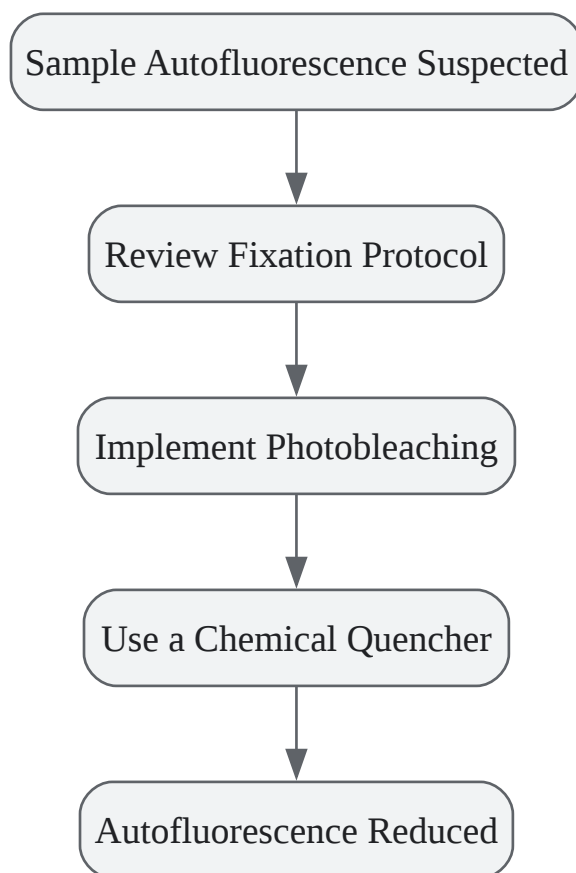 Sample Autofluorescence Suspected
Review Fixation Protocol
Implement Photobleaching
Use a Chemical Quencher
Autofluorescence Reduced